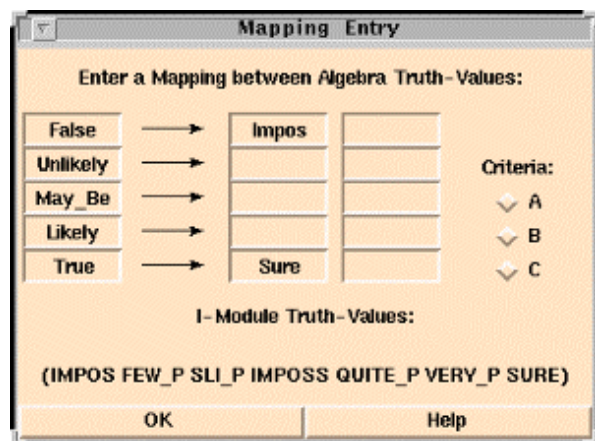 Mapping Entry
Enter a Mapping between Algebra Truth-Values:
False Impos
Unlikely
Criteria:
May_Be
A
Likely
B
True Sure
C
I-Module Truth-Values:
(IMPOS FEW_P SLI_P IMPOSS QUITE_P VERY_P SURE)
OK Help